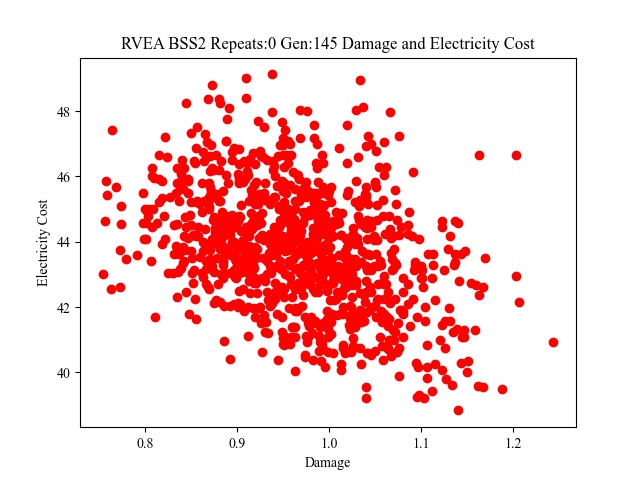 RVEA BSS2 Repeats:0 Gen:145 Damage and Electricity Cost
48
46
44
42
40
Electricity Cost
0.8 0.9 1.0 1.1 1.2
Damage